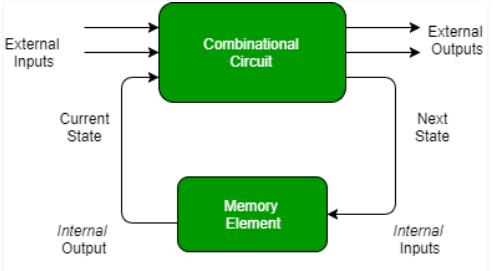 External
Inputs
Combinational
Circuit
External
Outputs
Current
State
Next
State
Memory
Element
Internal
Output
Internal
Inputs